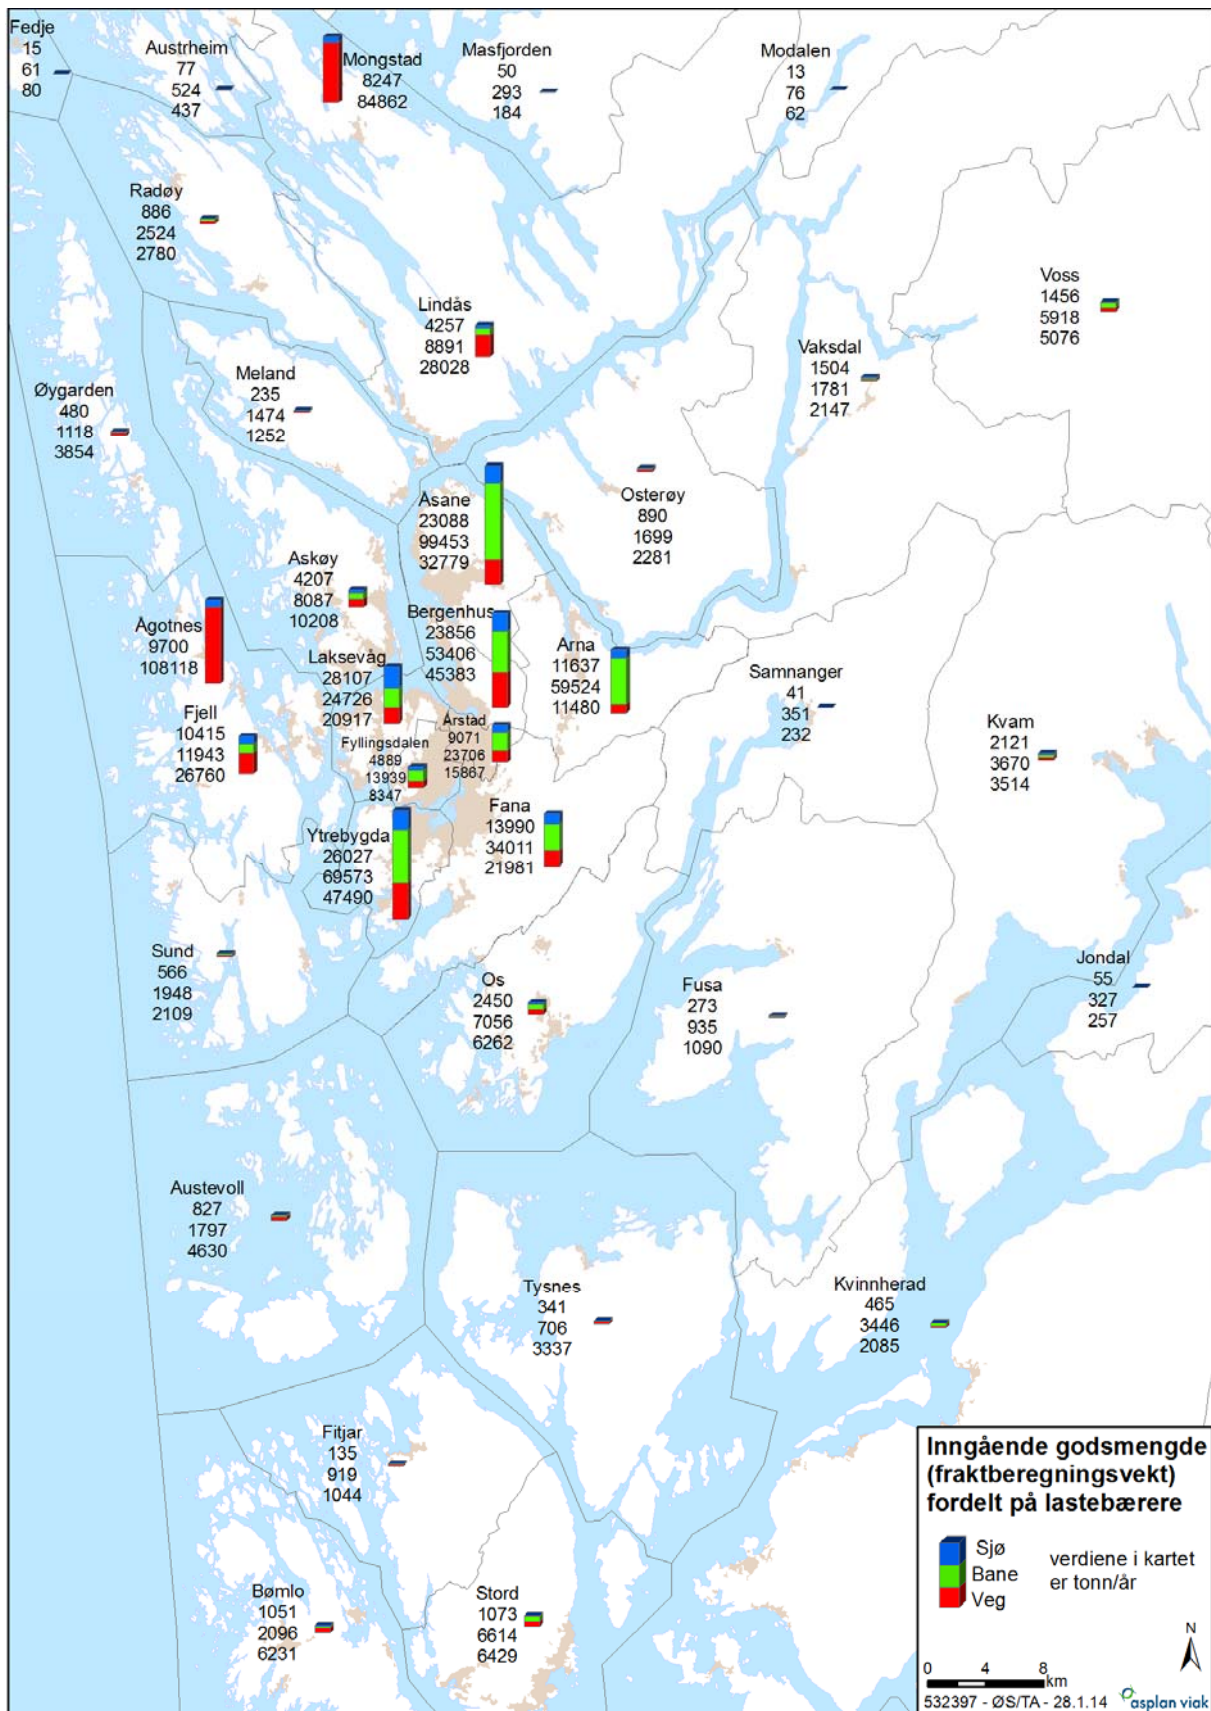 Fedje
15
61
80
Austrheim
77
524
437
Mongstad
8247
84862
Masfjorden
50
293
184
Modalen
13
76
62
Radøy
886
2524
2780
Lindås
4257
8891
28028
Voss
1456
5918
5076
Vaksdal
1504
1781
2147
Meland
235
1474
1252
Øygarden
480
1118
3854
Åsane
23088
99453
32779
Osterøy
890
1699
2281
Askøy
4207
8087
10208
Ågotnes
9700
108118
Bergenhus
23856
53406
45383
Arna
11637
59524
11480
Laksevåg
28107
24726
20917
Samnanger
41
351
232
Fjell
10415
11943
26760
Årstad
9071
23706
15867
Kvam
2121
3670
3514
Fyllingsdalen
4889
13939
8347
Fana
13990
34011
21981
Ytrebygda
26027
69573
47490
Sund
566
1948
2109
Os
2450
7056
6262
Fusa
273
935
1090
Jondal
55
327
257
Austevoll
827
1797
4630
Tysnes
341
706
3337
Kvinnherad
465
3446
2085
Fitjar
135
919
1044
Bømlo
1051
2096
6231
Stord
1073
6614
6429
Inngående godsmengde
(fraktberegningsvekt)
fordelt på lastebærere
Sjø
Bane
Veg
verdiene i kartet
er tonn/år
N
0 4 8
km
532397 - ØS/TA - 28.1.14
asplan viak